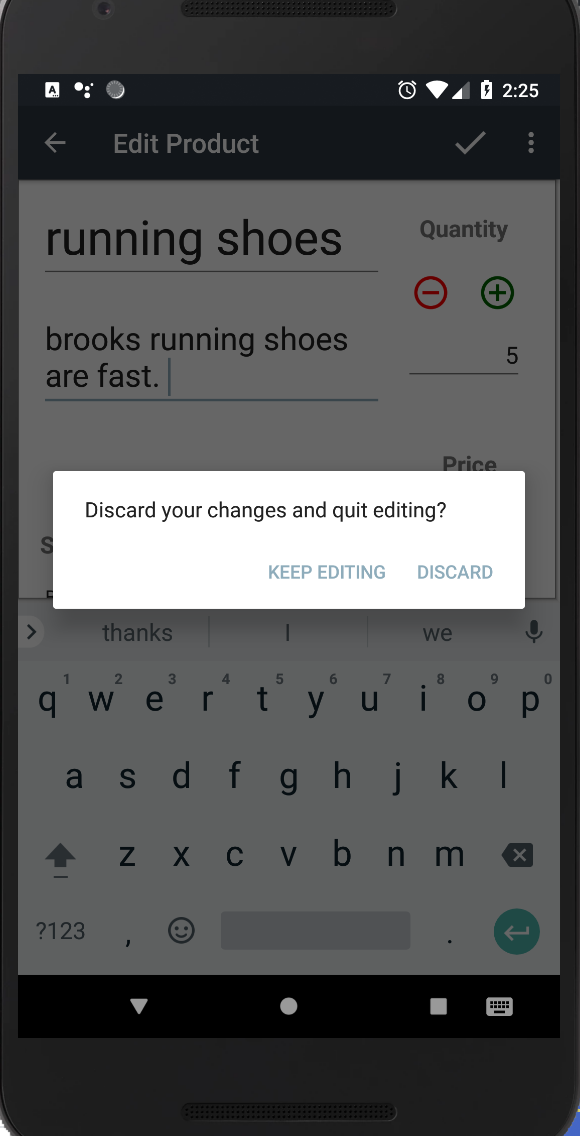 2:25
Edit Product
running shoes
Quantity
brooks running shoes
are fast.
5
Price
Discard your changes and quit editing?
KEEP EDITING DISCARD
S
thanks I we
1 2 3 4 5 6 7 8 9 0
q w e r t y u i o p
a s d f g h j k l
z x c v b n m
?123 , .